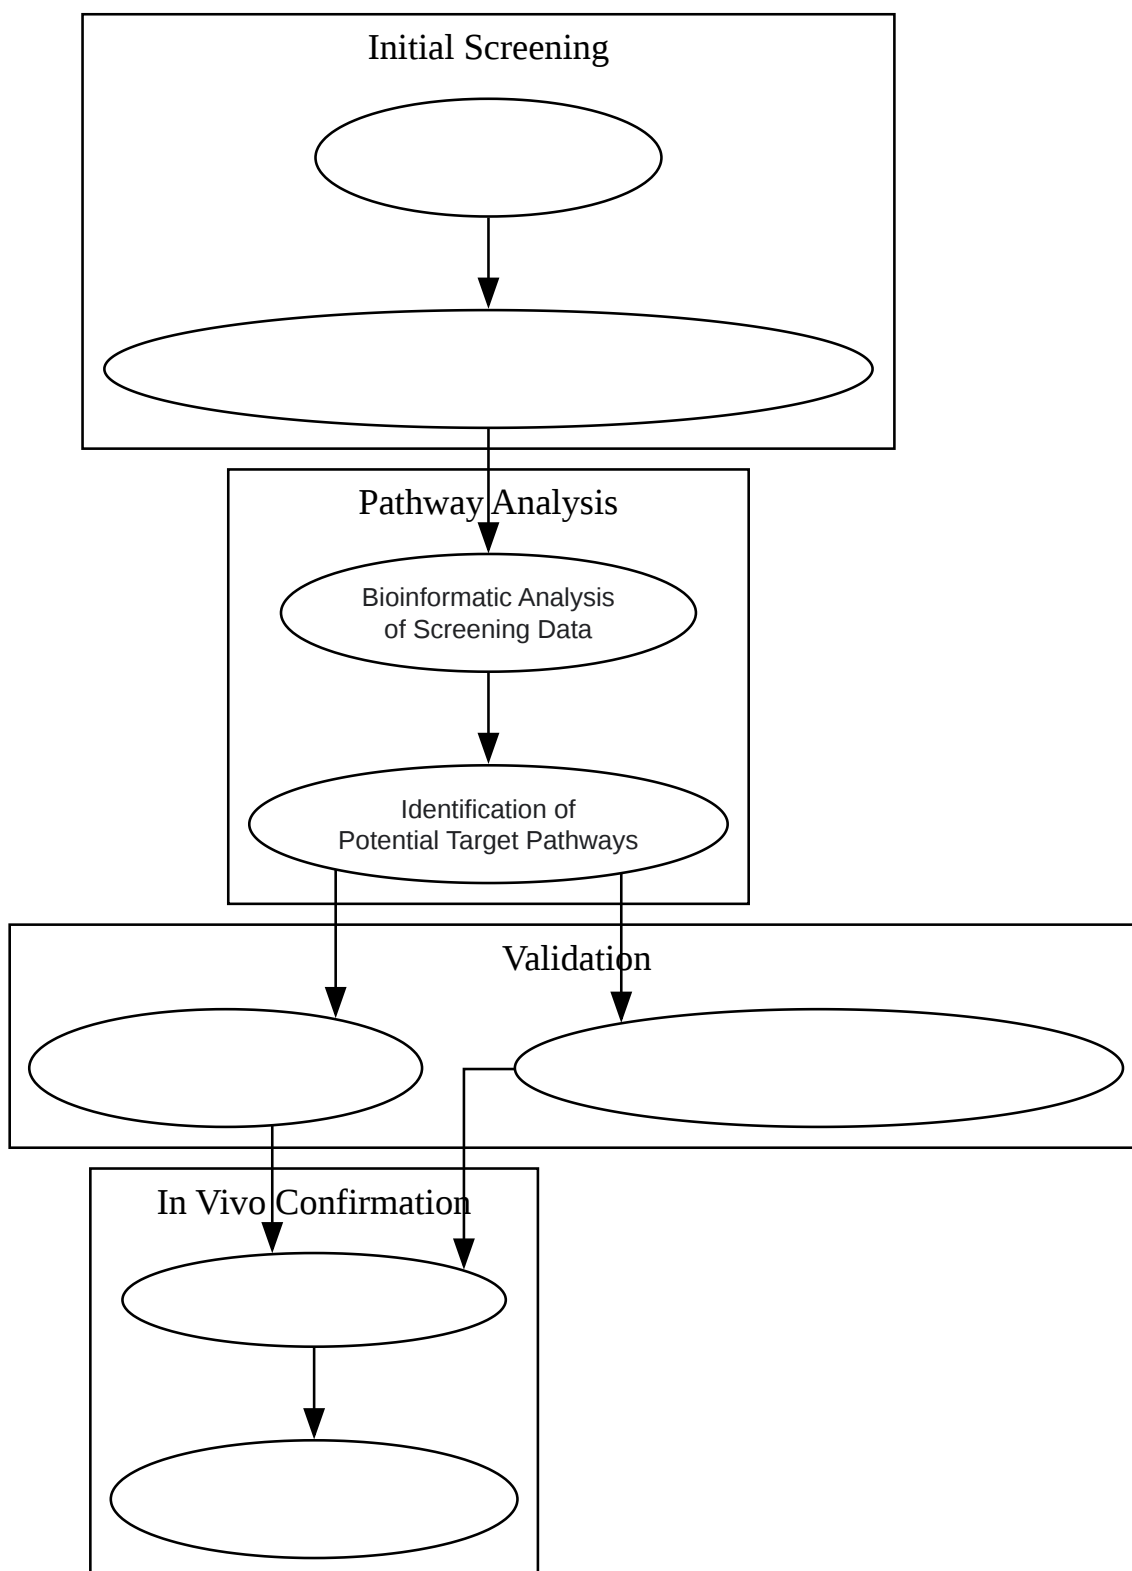 Initial Screening
Pathway Analysis
Bioinformatic Analysis
of Screening Data
Identification of
Potential Target Pathways
Validation
In Vivo Confirmation